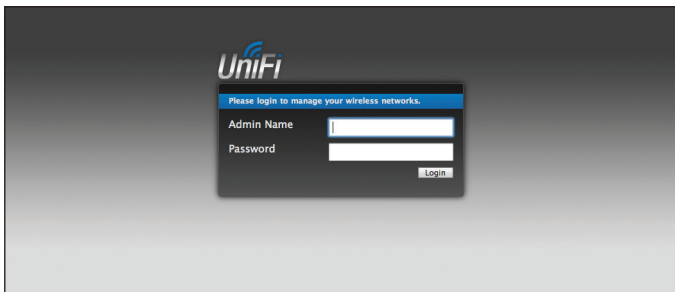 UniFi
Please login to manage your wireless networks.
Admin Name
Password
Login